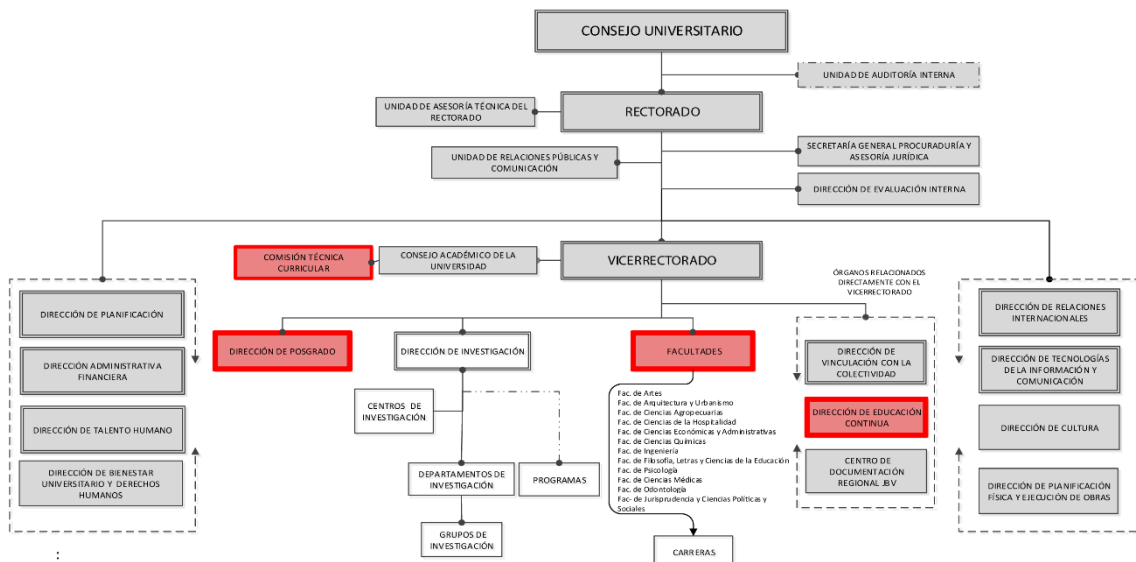 CONSEJO UNIVERSITARIO
UNIDAD DE AUDITORÍA INTERNA
UNIDAD DE ASESORÍA TÉCNICA DEL
RECTORADO
RECTORADO
SECRETARÍA GENERAL PROCURADURÍA Y
ASESORÍA JURÍDICA
UNIDAD DE RELACIONES PÚBLICAS Y
COMUNICACIÓN
DIRECCIÓN DE EVALUACIÓN INTERNA
COMISIÓN TÉCNICA
CURRICULAR
CONSEJO ACADÉMICO DE LA
UNIVERSIDAD
VICERRECTORADO
ÓRGANOS RELACIONADOS
DIRECTAMENTE CON EL
VICERRECTORADO
DIRECCIÓN DE PLANIFICACIÓN
DIRECCIÓN ADMINISTRATIVA
FINANCIERA
DIRECCIÓN DE TALENTO HUMANO
DIRECCIÓN DE BIENESTAR
UNIVERSITARIO Y DERECHOS
HUMANOS
DIRECCIÓN DE POSGRADO
DIRECCIÓN DE INVESTIGACIÓN
CENTROS DE
INVESTIGACIÓN
DEPARTAMENTOS DE
INVESTIGACIÓN
PROGRAMAS
GRUPOS DE
INVESTIGACIÓN
FACULTADES
Fac. de Artes
Fac. de Arquitectura y Urbanismo
Fac. de Ciencias Agropecuarias
Fac. de Ciencias de la Hospitalidad
Fac. de Ciencias Económicas y Administrativas
Fac. de Ciencias Químicas
Fac. de Ingeniería
Fac. de Filosofía, Letras y Ciencias de la Educación
Fac. de Psicología
Fac. de Ciencias Médicas
Fac. de Odontología
Fac- de Jurisprudencia y Ciencias Políticas y
Sociales
CARRERAS
DIRECCIÓN DE
VINCULACIÓN CON LA
COLECTIVIDAD
DIRECCIÓN DE EDUCACIÓN
CONTINUA
CENTRO DE
DOCUMENTACIÓN
REGIONAL JBV
DIRECCIÓN DE RELACIONES
INTERNACIONALES
DIRECCIÓN DE TECNOLOGÍAS
DE LA INFORMACIÓN Y
COMUNICACIÓN
DIRECCIÓN DE CULTURA
DIRECCIÓN DE PLANIFICACIÓN
FÍSICA Y EJECUCIÓN DE OBRAS
: